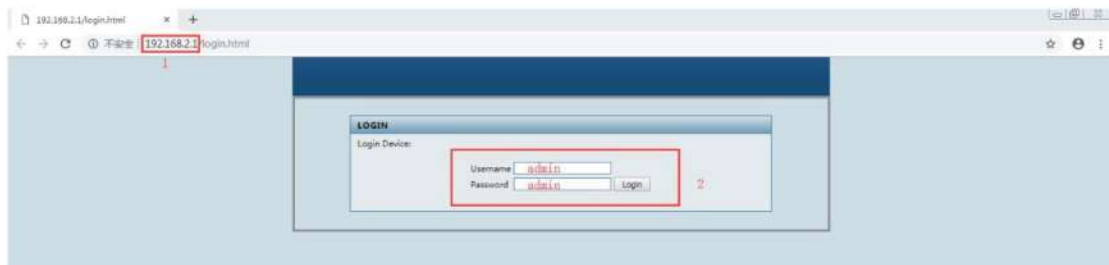 192.168.2.1/login.html
不安全 192.168.2.1/login.html
1
LOGIN
Login Device:
Username admin
Password admin Login 2